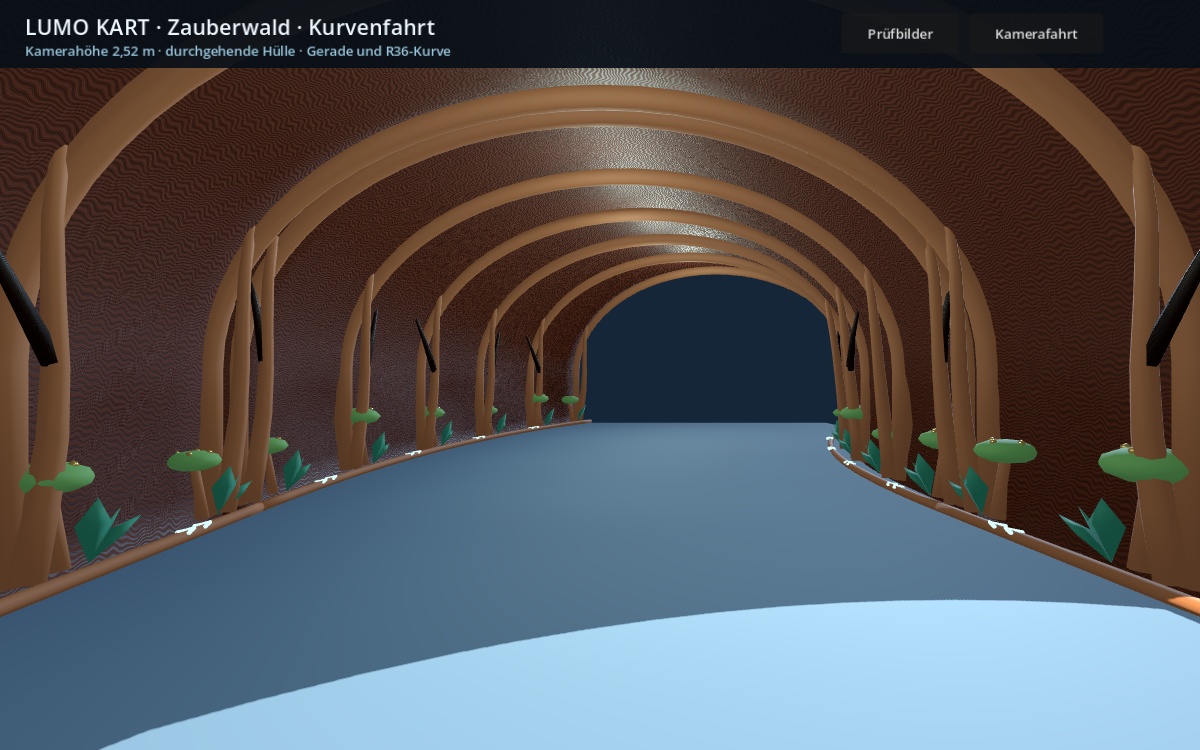 LUMO KART · Zauberwald · Kurvenfahrt
Kamerahöhe 2,52 m · durchgehende Hülle · Gerade und R36-Kurve
Prüfbilder
Kamerafahrt